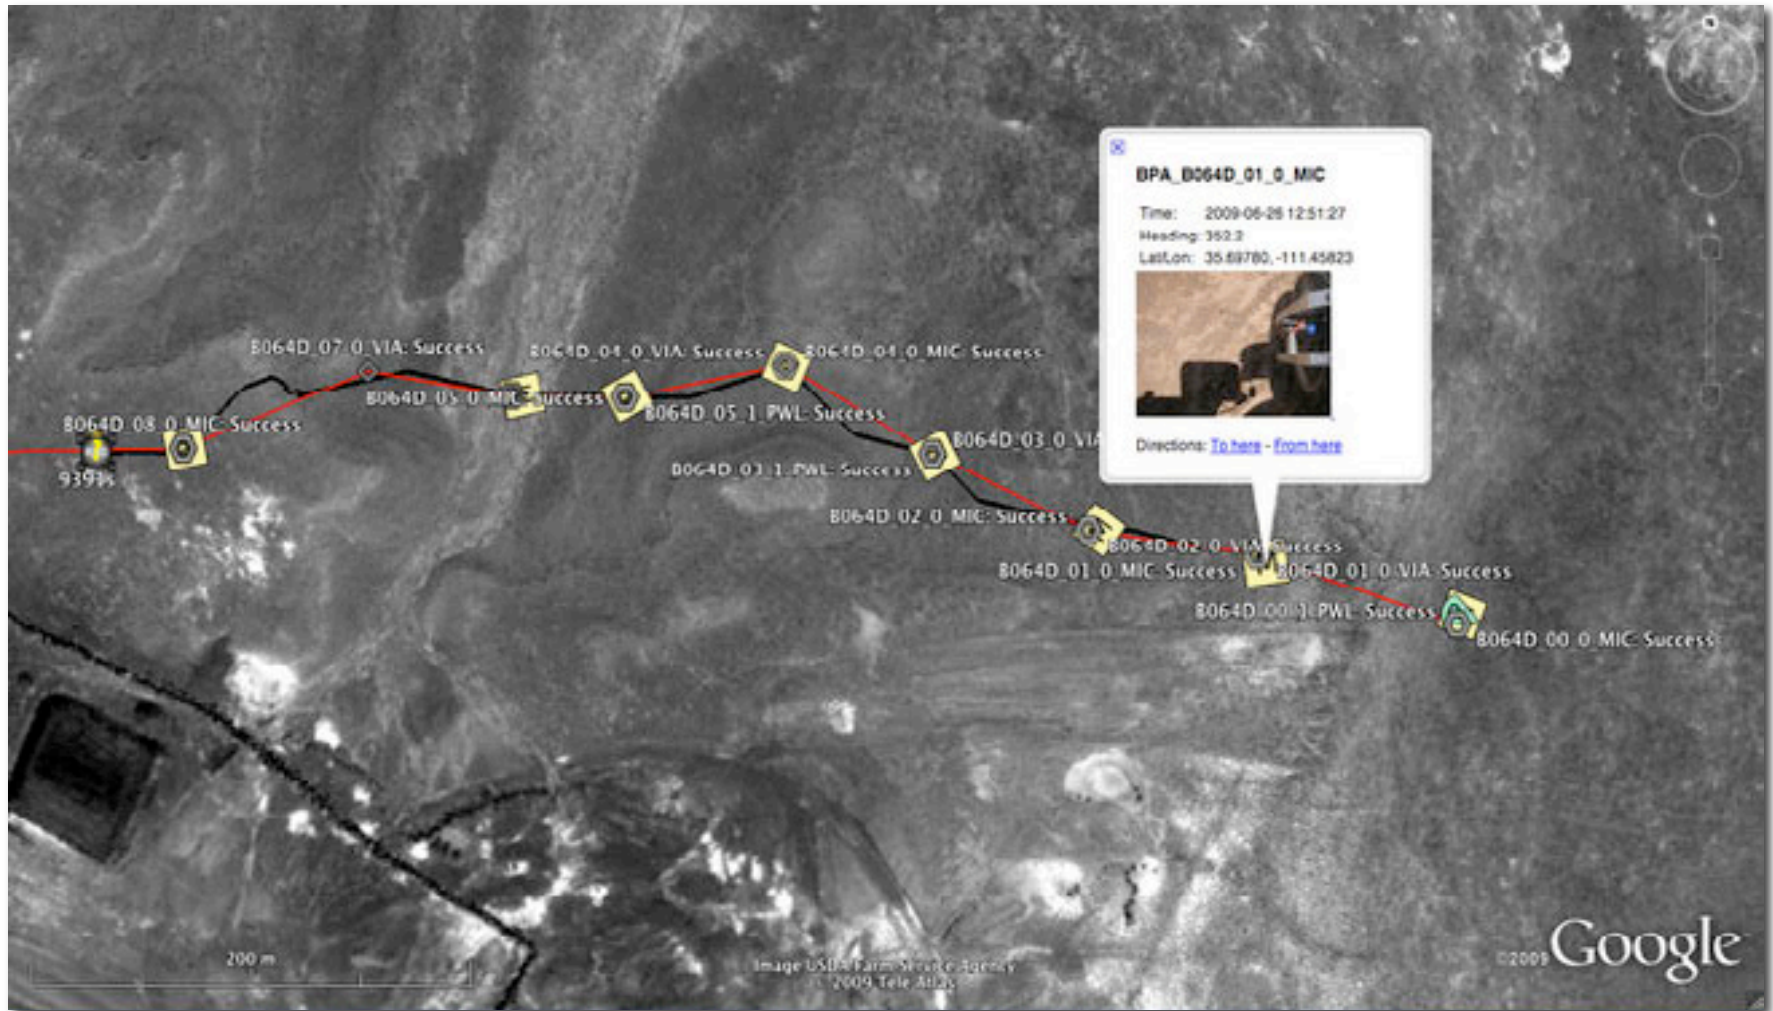 BPA_B064D_01_0_MIC
Time: 2009-06-26 12:51:27
Heading: 352.2
Lat/Lon: 35.69780, -111.45823
Directions: To here - From here
B064D_07_0_VIA: Success
B064D_04_0_VIA: Success
B064D_04_0_MIC: Success
B064D_05_0_MIC: Success
B064D_05_1_PWL: Success
B064D_08_0_MIC: Success
9391s
B064D_03_0_VIA
B064D_03_1_PWL: Success
B064D_02_0_MIC: Success
B064D_02_0_VIA: Success
B064D_01_0_MIC: Success
B064D_01_0_VIA: Success
B064D_00_1_PWL: Success
B064D_00_0_MIC: Success
200 m
Image USDA Farm Service Agency
© 2009 Tele Atlas
©2009 Google